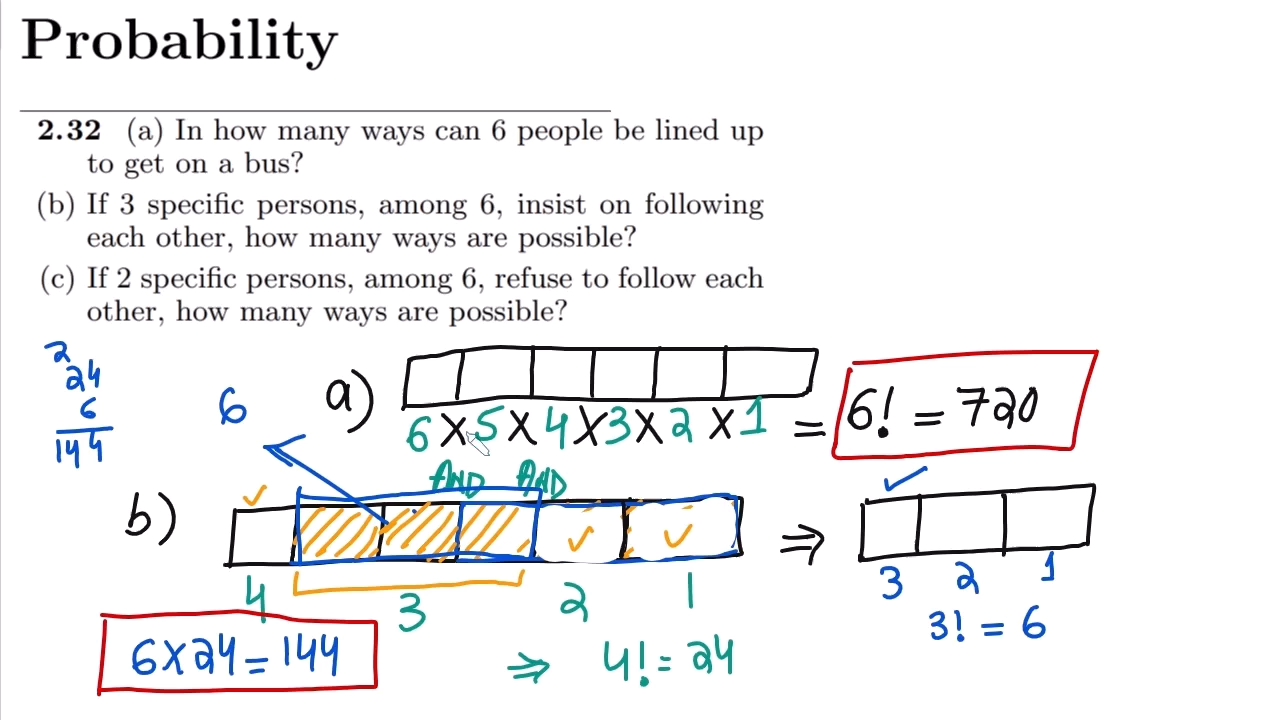 Probability
2.32 (a) In how many ways can 6 people be lined up
to get on a bus?
(b) If 3 specific persons, among 6, insist on following
each other, how many ways are possible?
(c) If 2 specific persons, among 6, refuse to follow each
other, how many ways are possible?
2
24
6
144
6
a)
6 X 5 X 4 X 3 X 2 X 1 = 6! = 720
AND AND
b)
⇒
4 3 2 1
3 2 1
3! = 6
6 X 24 = 144
⇒ 4! = 24